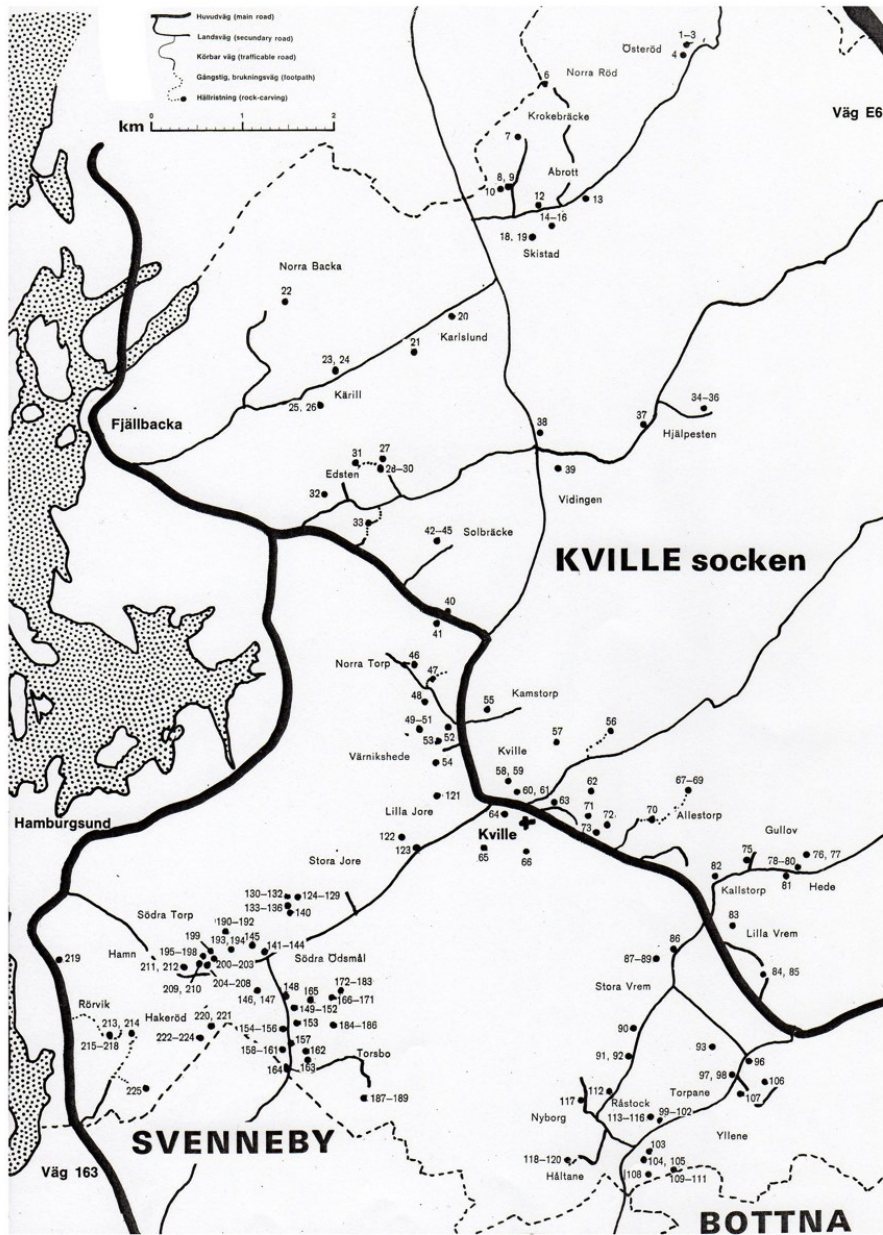 Huvudväg (main road)
Landsväg (secundary road)
Körbar väg (trafficable road)
Gångstig, brukningsväg (footpath)
Hällristning (rock-carving)
km
0 1 2
1–3
Österöd
4
Norra Röd
6
Väg E6
Krokebräcke
7
Åbrott
8, 9
10
12
13
14–16
18, 19
Skistad
Norra Backa
22
20
Karlslund
21
23, 24
Kärill
25, 26
34–36
37
Hjälpesten
38
Fjällbacka
31
27
28–30
Edsten
39
32
Vidingen
33
42–45
Solbräcke
KVILLE socken
40
41
46
Norra Torp
47
48
55
Kamstorp
49–51
52
56
53
57
Värnikshede
Kville
54
58, 59
62
67–69
121
60, 61
63
Lilla Jore
64
71
72
70
Allestorp
Hamburgsund
73
Kville
122
123
65
66
Gullov
75
76, 77
78–80
Stora Jore
82
81
Hede
Kallstorp
130–132
124–129
133–136
140
Södra Torp
190–192
83
Lilla Vrem
199
193, 194
145
86
Hamn
195–198
141–144
87–89
219
211, 212
200–203
Södra Ödsmål
84, 85
209, 210
204–208
148
172–183
Stora Vrem
146, 147
165
166–171
149–152
Rörvik
220, 221
153
213, 214
Hakeröd
154–156
184–186
90
215–218
222–224
157
93
158–161
162
91, 92
96
164
163
Torsbo
97, 98
106
225
187–189
112
Torpane
107
117
Råstock
99–102
Nyborg
113–116
SVENNEBY
Yllene
103
118–120
104, 105
Väg 163
Håltane
108
109–111
BOTTNA